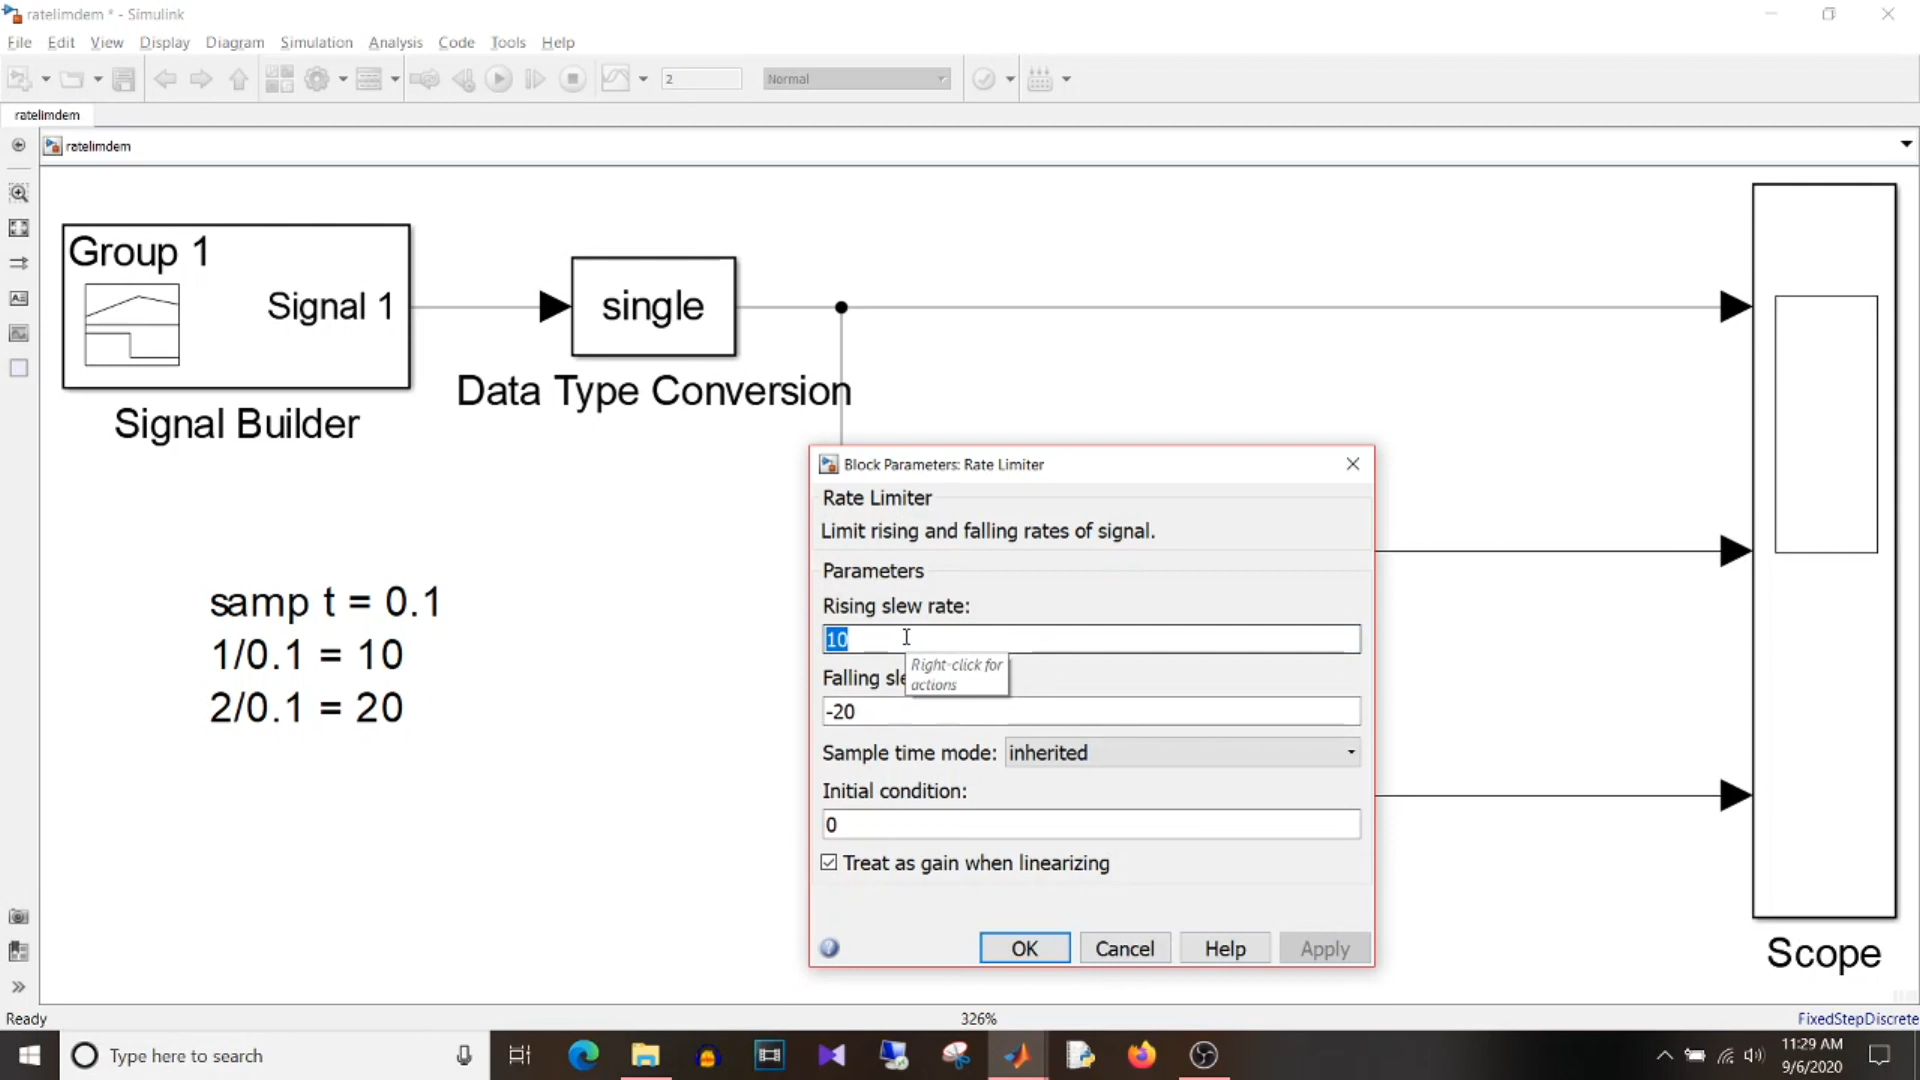 ratelimdem * - Simulink
File Edit View Display Diagram Simulation Analysis Code Tools Help
2 Normal
ratelimdem
ratelimdem
Group 1
Signal 1
Signal Builder
single
Data Type Conversion
samp t = 0.1
1/0.1 = 10
2/0.1 = 20
Block Parameters: Rate Limiter
Rate Limiter
Limit rising and falling rates of signal.
Parameters
Rising slew rate:
10
Right-click for
actions
Falling sle
-20
Sample time mode: inherited
Initial condition:
0
Treat as gain when linearizing
OK Cancel Help Apply
Scope
Ready 326% FixedStepDiscrete
Type here to search
11:29 AM
9/6/2020